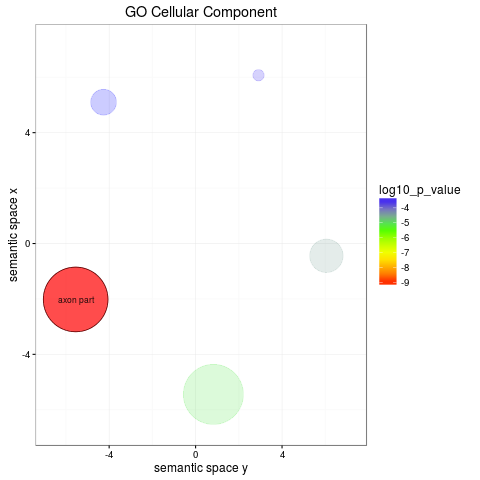 GO Cellular Component
semantic space x
4
0
-4
axon part
-4
0
4
semantic space y
log10_p_value
-4
-5
-6
-7
-8
-9